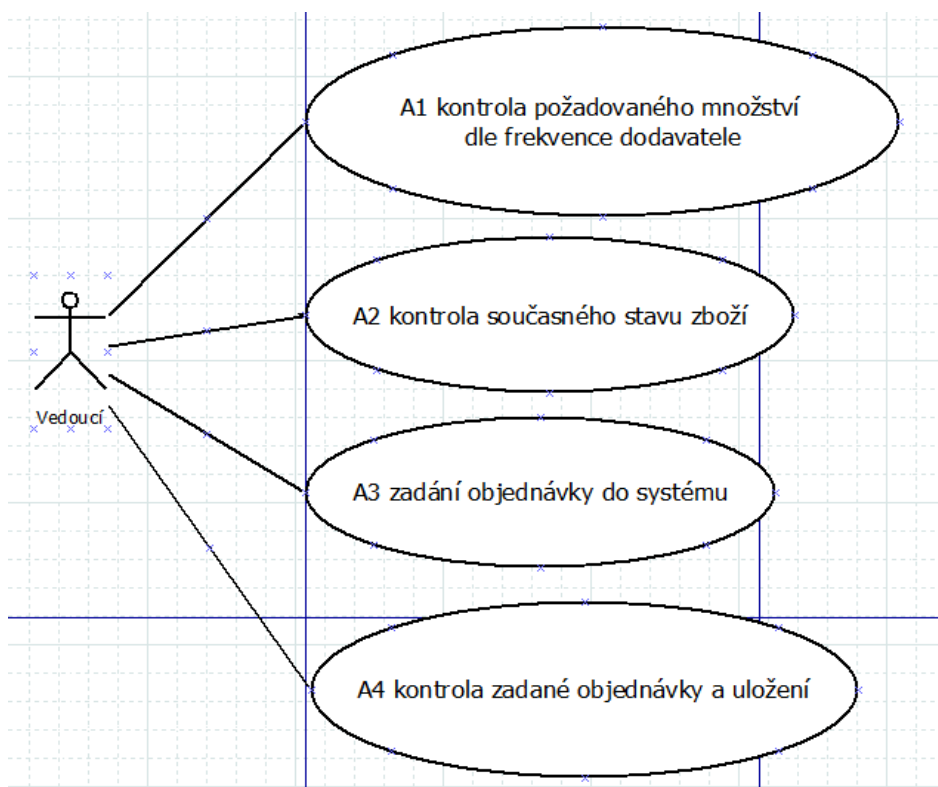 A1 kontrola požadovaného množství
dle frekvence dodavatele
A2 kontrola současného stavu zboží
Vedoucí
A3 zadání objednávky do systému
A4 kontrola zadané objednávky a uložení